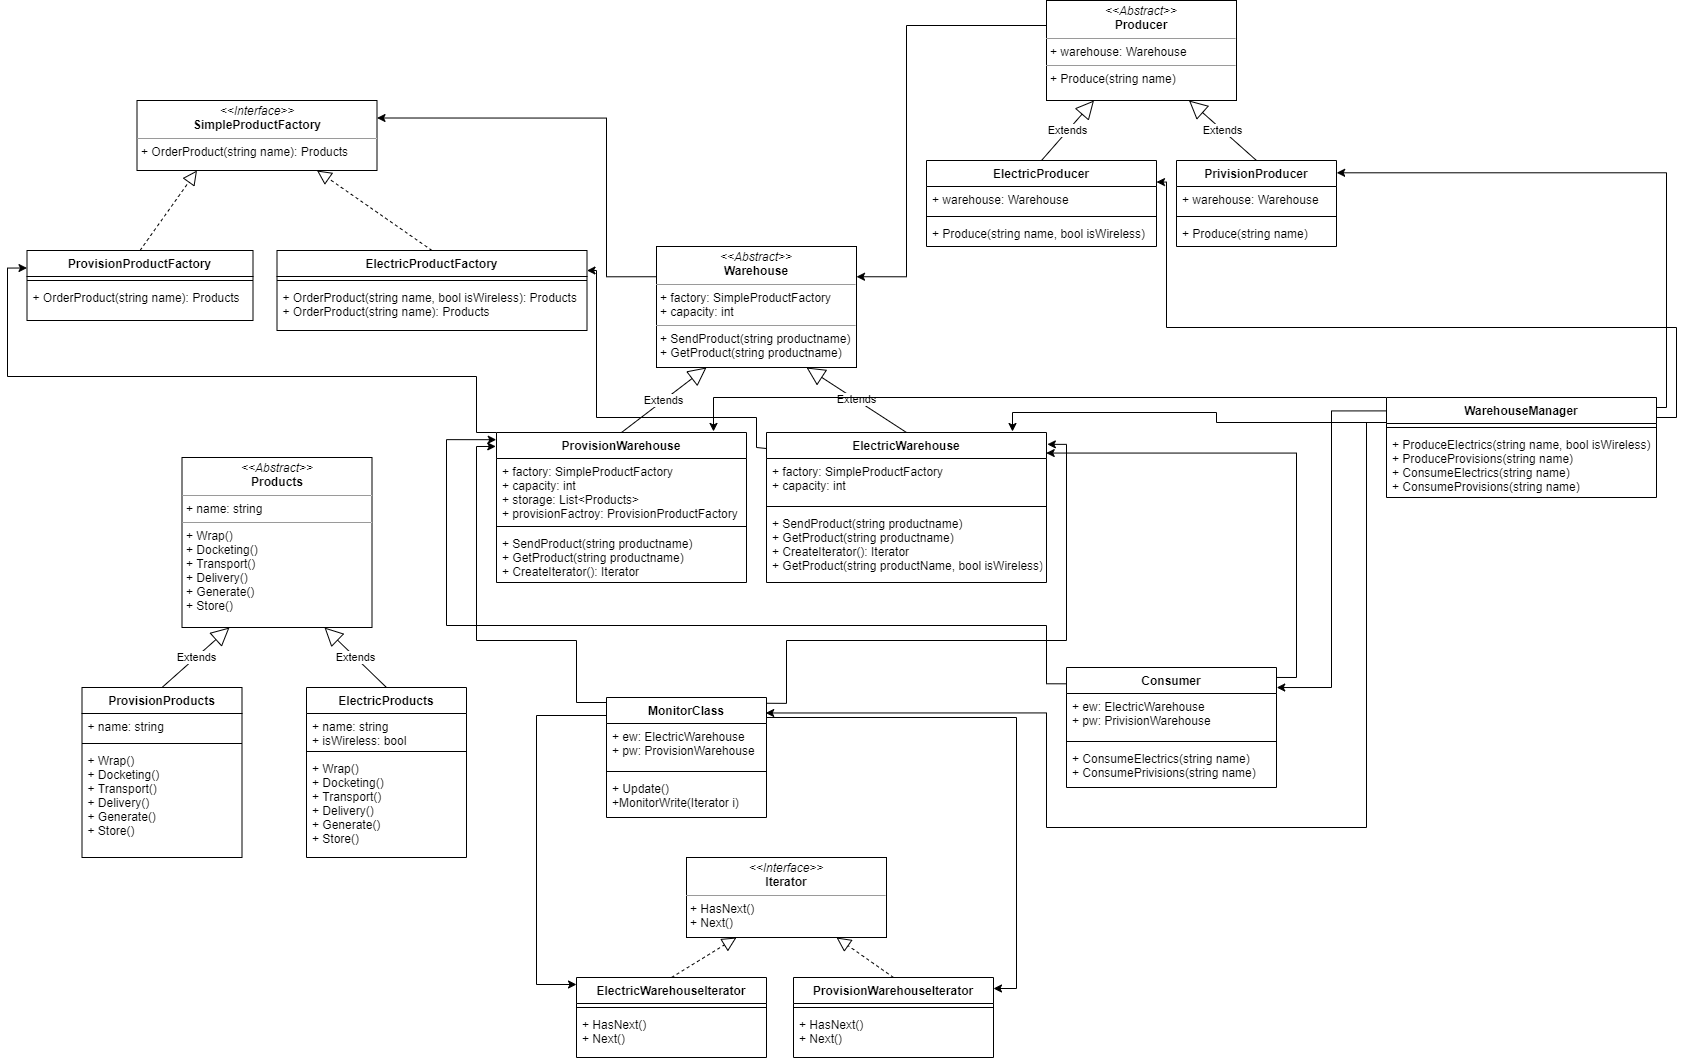 <<Abstract>>
Producer
+ warehouse: Warehouse
+ Produce(string name)
Extends
Extends
<<Interface>>
SimpleProductFactory
+ OrderProduct(string name): Products
ElectricProducer
+ warehouse: Warehouse
+ Produce(string name, bool isWireless)
PrivisionProducer
+ warehouse: Warehouse
+ Produce(string name)
ProvisionProductFactory
+ OrderProduct(string name): Products
ElectricProductFactory
+ OrderProduct(string name, bool isWireless): Products
+ OrderProduct(string name): Products
<<Abstract>>
Warehouse
+ factory: SimpleProductFactory
+ capacity: int
+ SendProduct(string productname)
+ GetProduct(string productname)
Extends
Extends
WarehouseManager
+ ProduceElectrics(string name, bool isWireless)
+ ProduceProvisions(string name)
+ ConsumeElectrics(string name)
+ ConsumeProvisions(string name)
ProvisionWarehouse
+ factory: SimpleProductFactory
+ capacity: int
+ storage: List<Products>
+ provisionFactroy: ProvisionProductFactory
+ SendProduct(string productname)
+ GetProduct(string productname)
+ CreateIterator(): Iterator
ElectricWarehouse
+ factory: SimpleProductFactory
+ capacity: int
+ SendProduct(string productname)
+ GetProduct(string productname)
+ CreateIterator(): Iterator
+ GetProduct(string productName, bool isWireless)
<<Abstract>>
Products
+ name: string
+ Wrap()
+ Docketing()
+ Transport()
+ Delivery()
+ Generate()
+ Store()
Extends
Extends
ProvisionProducts
+ name: string
+ Wrap()
+ Docketing()
+ Transport()
+ Delivery()
+ Generate()
+ Store()
ElectricProducts
+ name: string
+ isWireless: bool
+ Wrap()
+ Docketing()
+ Transport()
+ Delivery()
+ Generate()
+ Store()
MonitorClass
+ ew: ElectricWarehouse
+ pw: ProvisionWarehouse
+ Update()
+MonitorWrite(Iterator i)
Consumer
+ ew: ElectricWarehouse
+ pw: PrivisionWarehouse
+ ConsumeElectrics(string name)
+ ConsumePrivisions(string name)
<<Interface>>
Iterator
+ HasNext()
+ Next()
ElectricWarehouseIterator
+ HasNext()
+ Next()
ProvisionWarehouseIterator
+ HasNext()
+ Next()